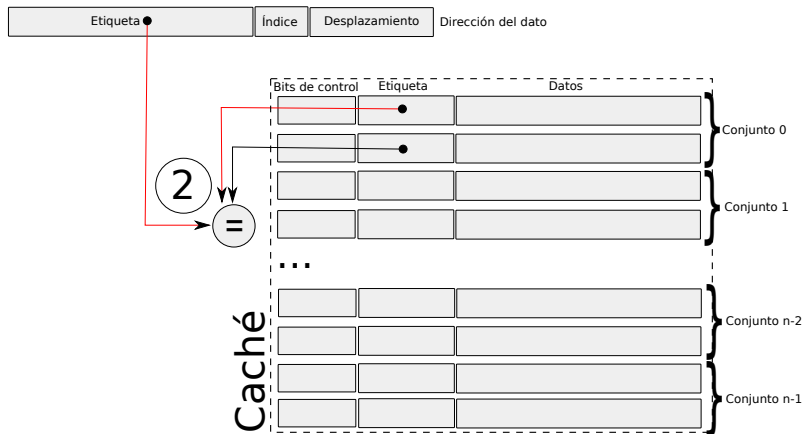 Etiqueta Índice Desplazamiento Dirección del dato
Bits de control Etiqueta Datos
Conjunto 0
2
Conjunto 1
=
...
Conjunto n-2
Caché
Conjunto n-1